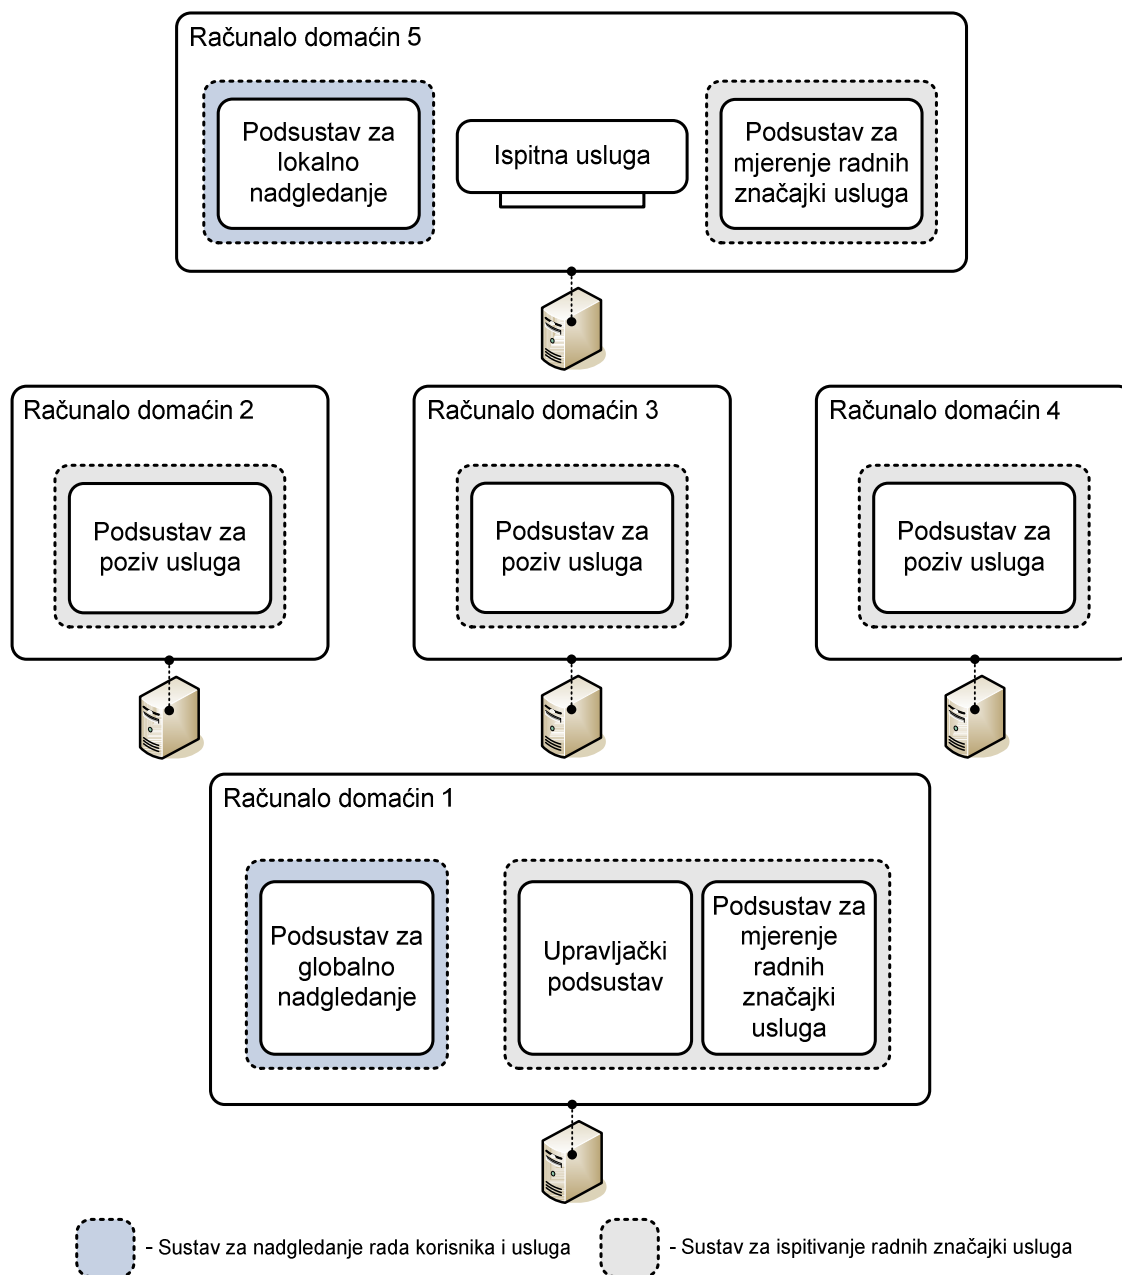 Računalo domaćin 5
Podsustav za
lokalno
nadgledanje
Ispitna usluga
Podsustav za
mjerenje radnih
značajki usluga
Računalo domaćin 2
Podsustav za
poziv usluga
Računalo domaćin 3
Podsustav za
poziv usluga
Računalo domaćin 4
Podsustav za
poziv usluga
Računalo domaćin 1
Podsustav za
globalno
nadgledanje
Upravljački
podsustav
Podsustav za
mjerenje
radnih
značajki
usluga
- Sustav za nadgledanje rada korisnika i usluga
- Sustav za ispitivanje radnih značajki usluga